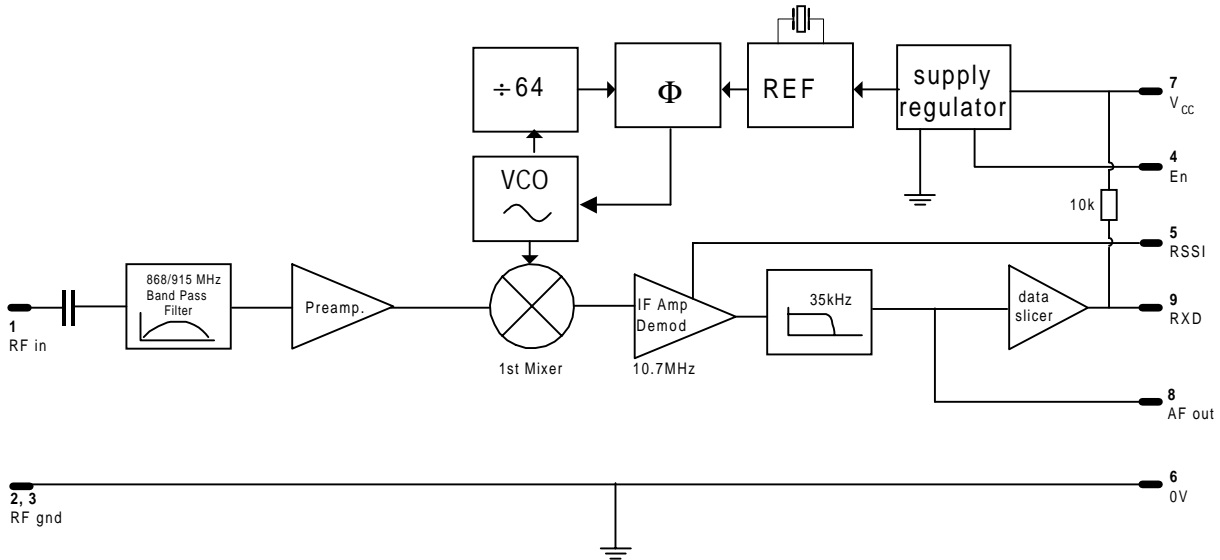 ÷64
Φ
REF
supply
regulator
7
VCC
4
En
VCO
10k
5
RSSI
868/915 MHz
Band Pass
Filter
Preamp.
IF Amp
Demod
35kHz
data
slicer
9
RXD
1
RF in
1st Mixer
10.7MHz
8
AF out
2, 3
RF gnd
6
0V